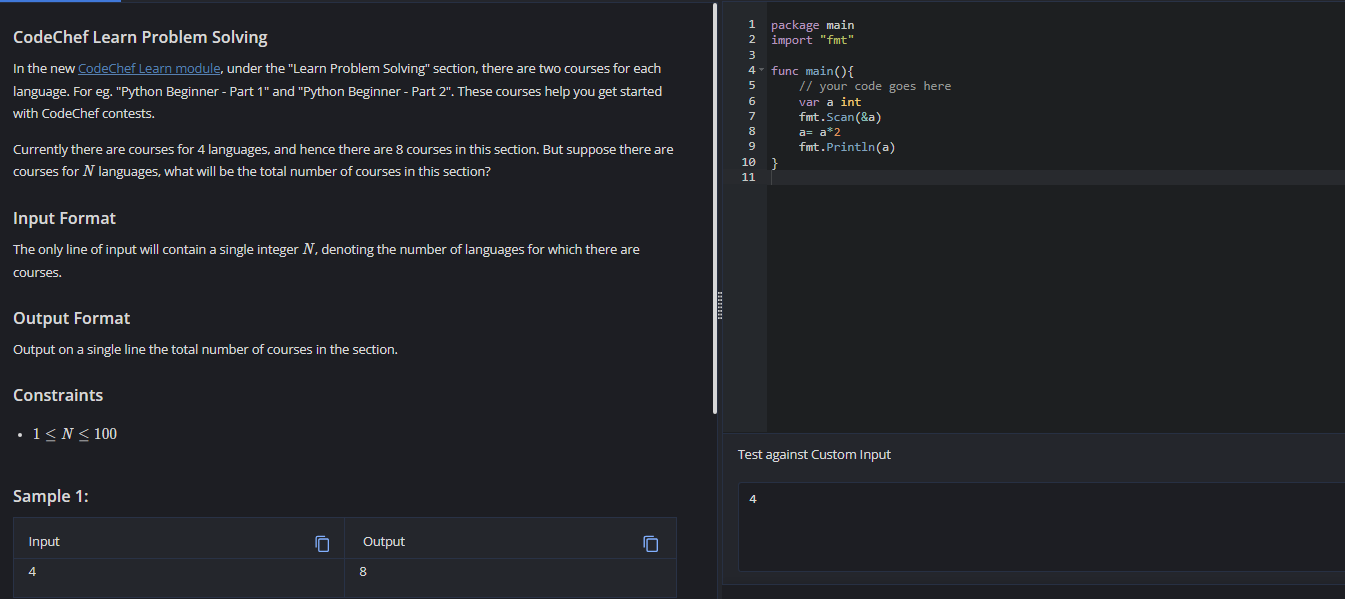 CodeChef Learn Problem Solving
In the new CodeChef Learn module, under the "Learn Problem Solving" section, there are two courses for each
language. For eg. "Python Beginner - Part 1" and "Python Beginner - Part 2". These courses help you get started
with CodeChef contests.
Currently there are courses for 4 languages, and hence there are 8 courses in this section. But suppose there are
courses for N languages, what will be the total number of courses in this section?
Input Format
The only line of input will contain a single integer N, denoting the number of languages for which there are
courses.
Output Format
Output on a single line the total number of courses in the section.
Constraints
• 1 ≤ N ≤ 100
Sample 1:
Input Output
4 8
1 package main
2 import "fmt"
3
4 func main(){
5 // your code goes here
6 var a int
7 fmt.Scan(&a)
8 a= a*2
9 fmt.Println(a)
10 }
11
Test against Custom Input
4